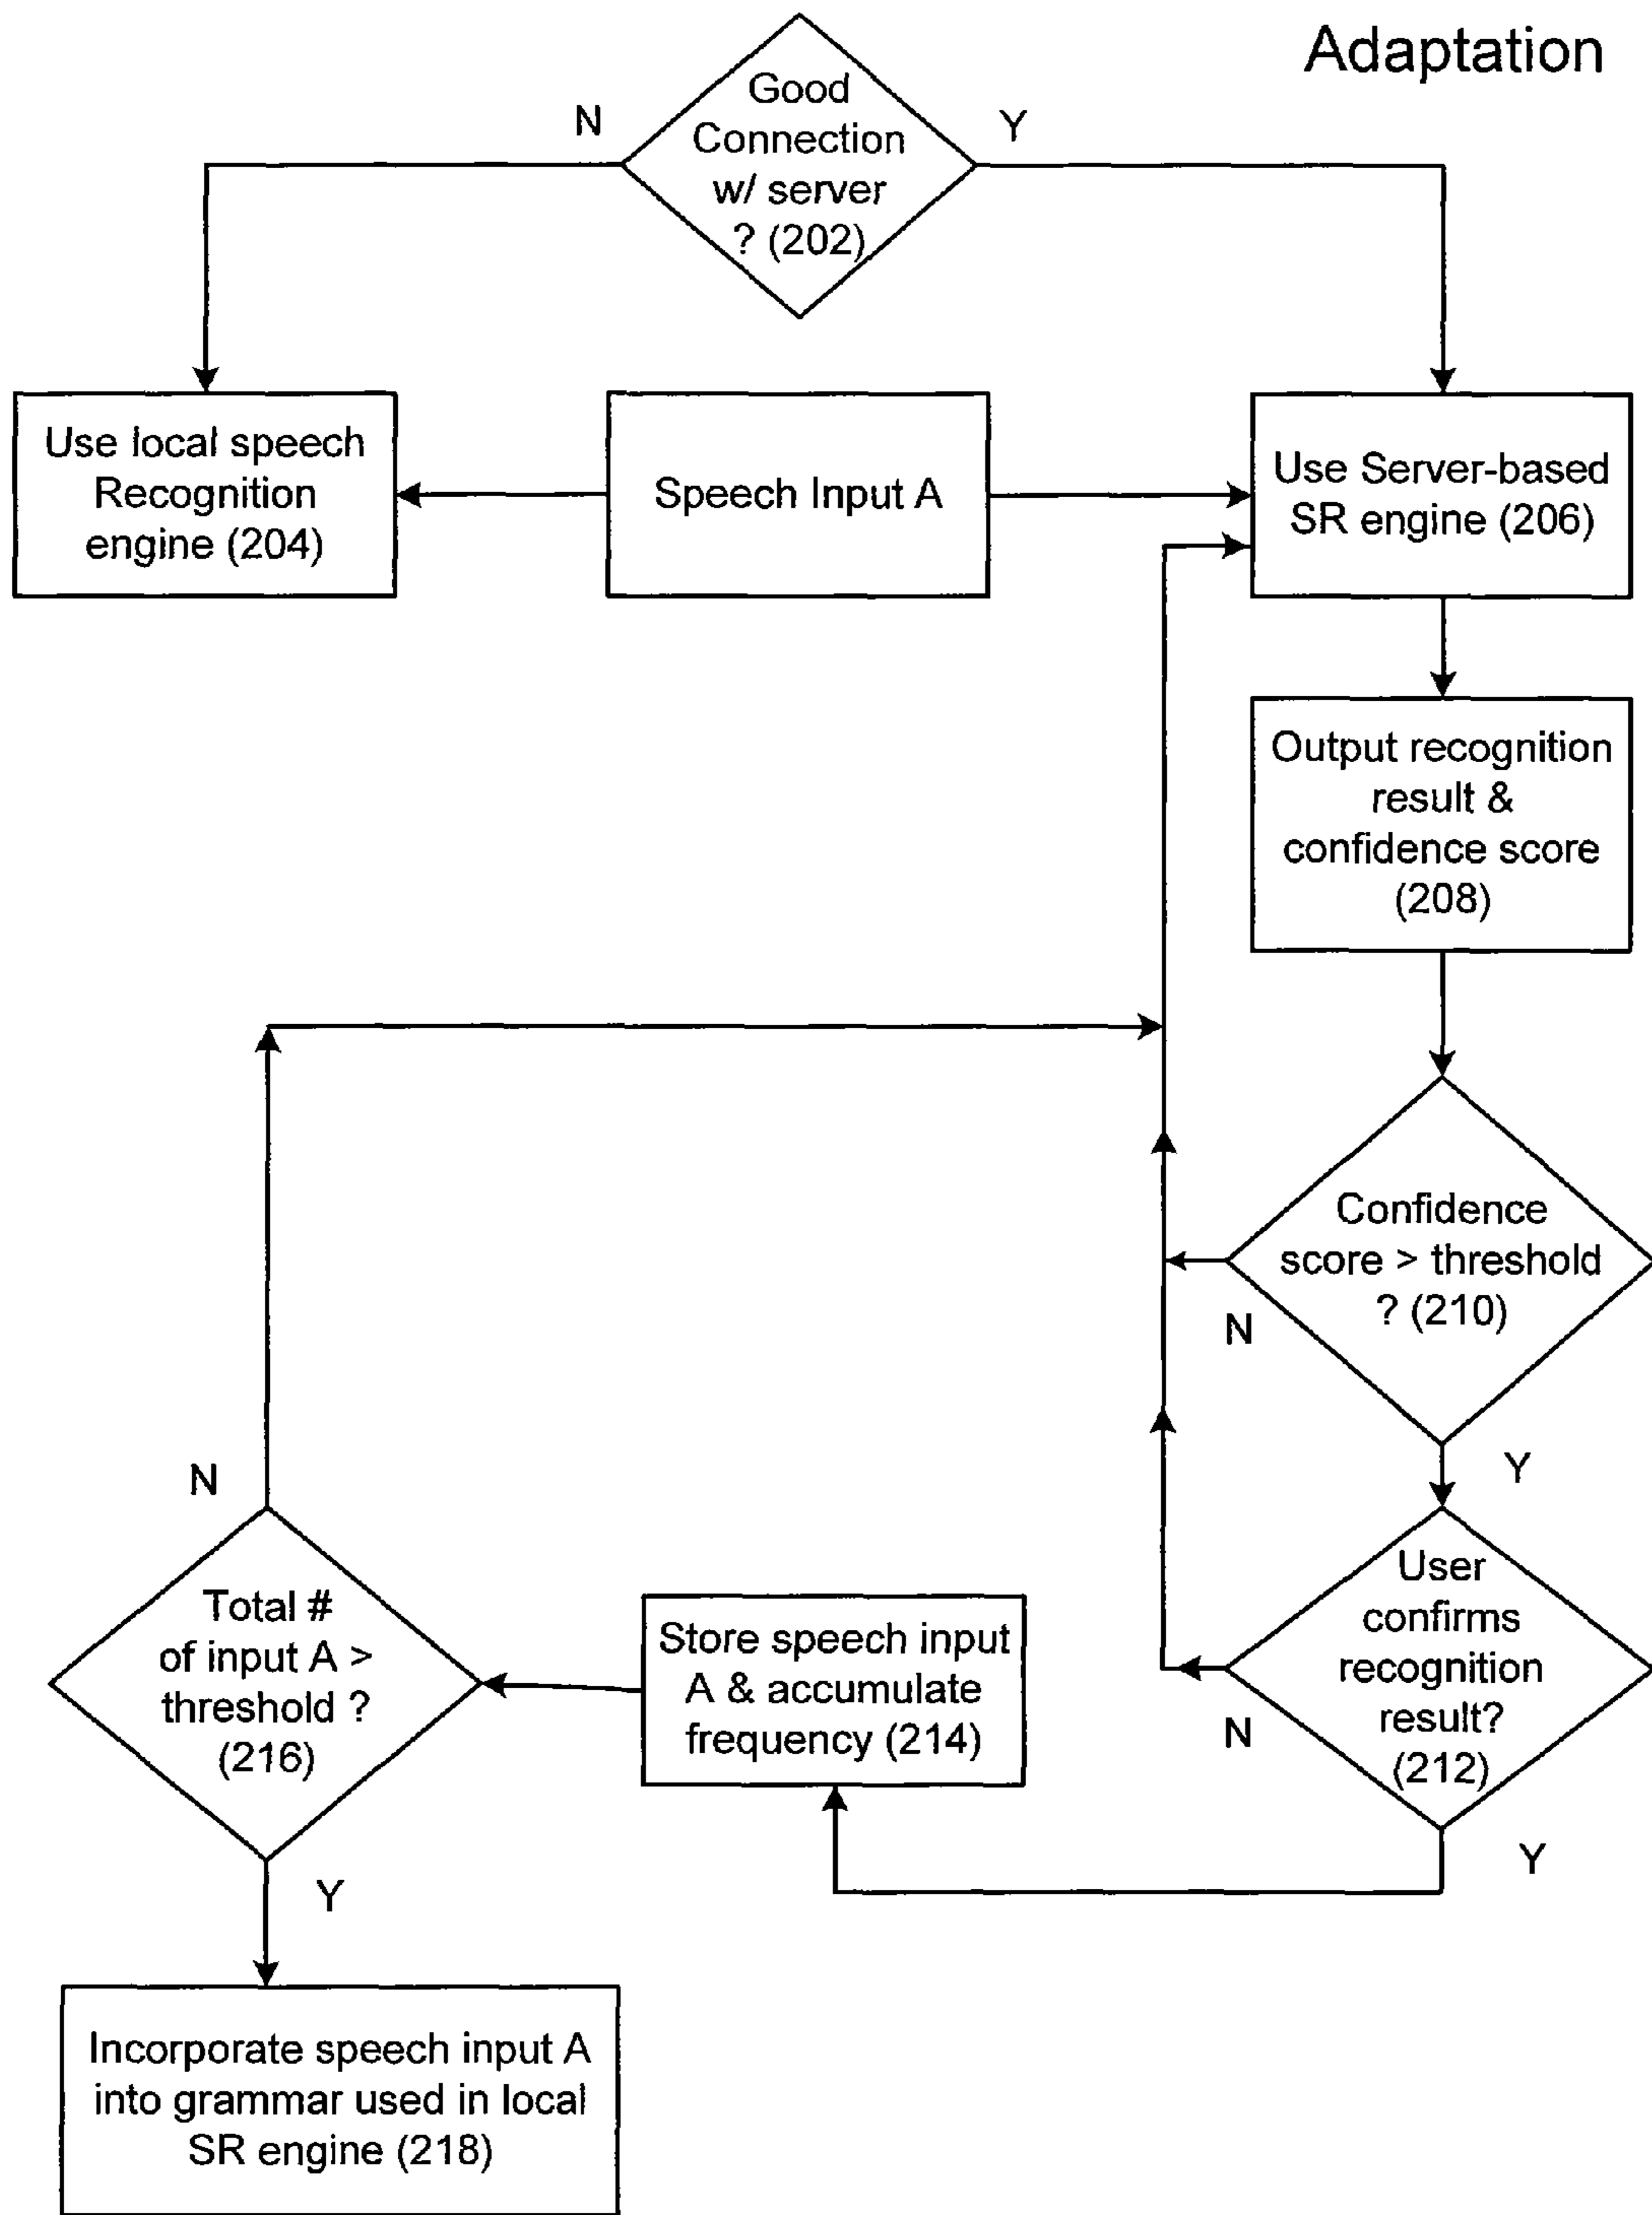 Adaptation
Good
Connection
w/ server
? (202)
N
Y
Use local speech
Recognition
engine (204)
Speech Input A
Use Server-based
SR engine (206)
Output recognition
result &
confidence score
(208)
Confidence
score > threshold
? (210)
N
Y
User
confirms
recognition
result?
(212)
N
Y
Store speech input
A & accumulate
frequency (214)
N
Total #
of input A >
threshold ?
(216)
Y
Incorporate speech input A
into grammar used in local
SR engine (218)